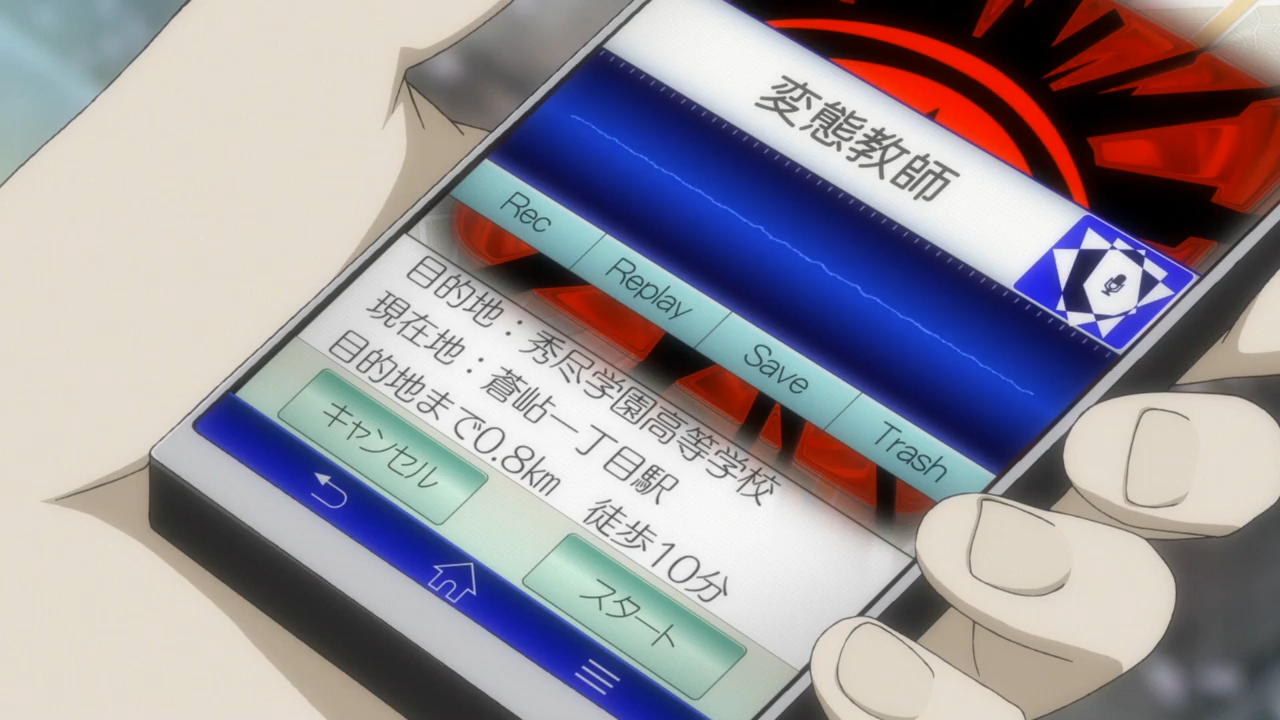 変態教師
Rec Replay Save Trash
目的地：秀尽学園高等学校
現在地：蒼岾一丁目駅
目的地まで0.8km 徒歩10分
キャンセル スタート